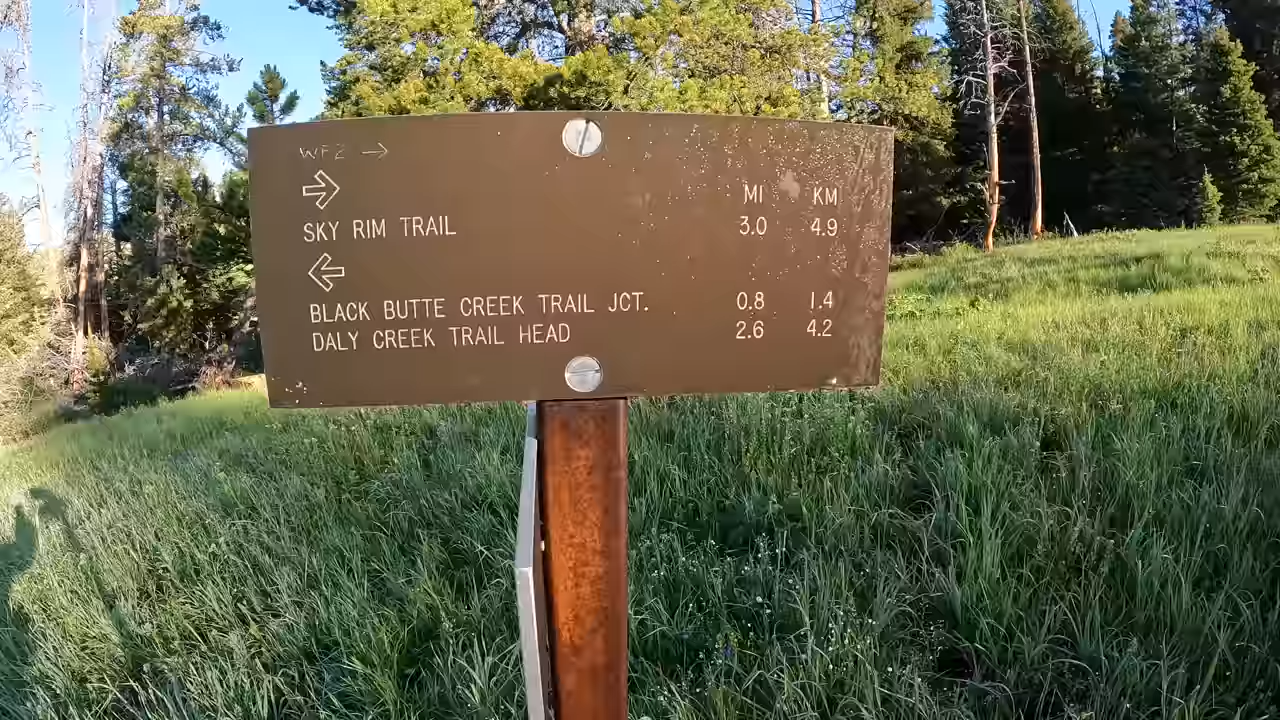 WF2 →
→
MI KM
SKY RIM TRAIL 3.0 4.9
←
BLACK BUTTE CREEK TRAIL JCT. 0.8 1.4
DALY CREEK TRAIL HEAD 2.6 4.2